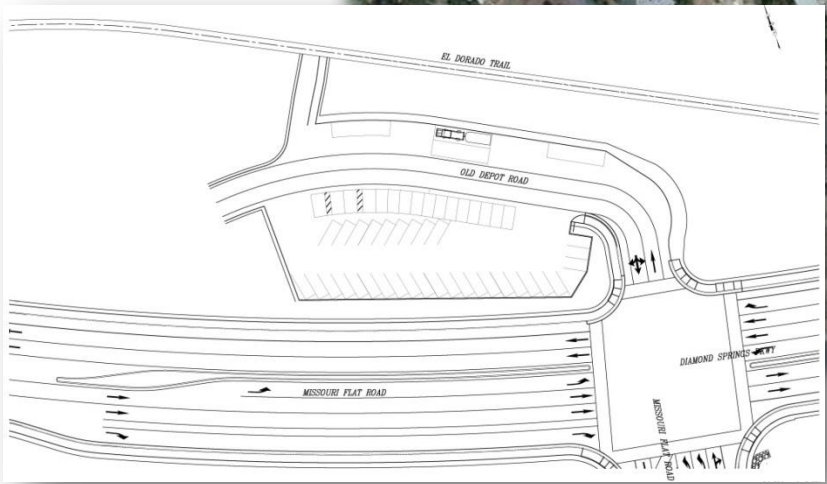 EL DORADO TRAIL
OLD DEPOT ROAD
DIAMOND SPRINGS PKWY
MISSOURI FLAT ROAD
MISSOURI FLAT ROAD